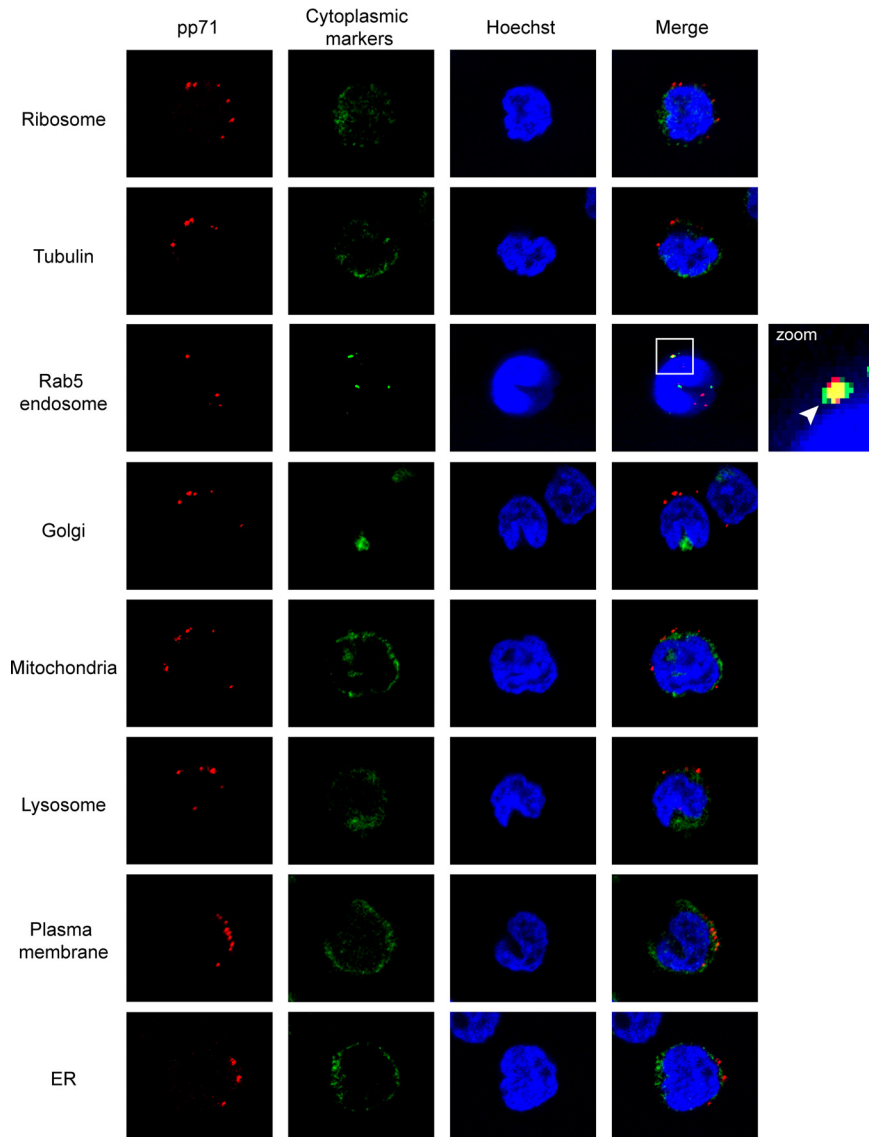 pp71
Cytoplasmic
markers
Hoechst
Merge
Ribosome
Tubulin
Rab5
endosome
zoom
Golgi
Mitochondria
Lysosome
Plasma
membrane
ER